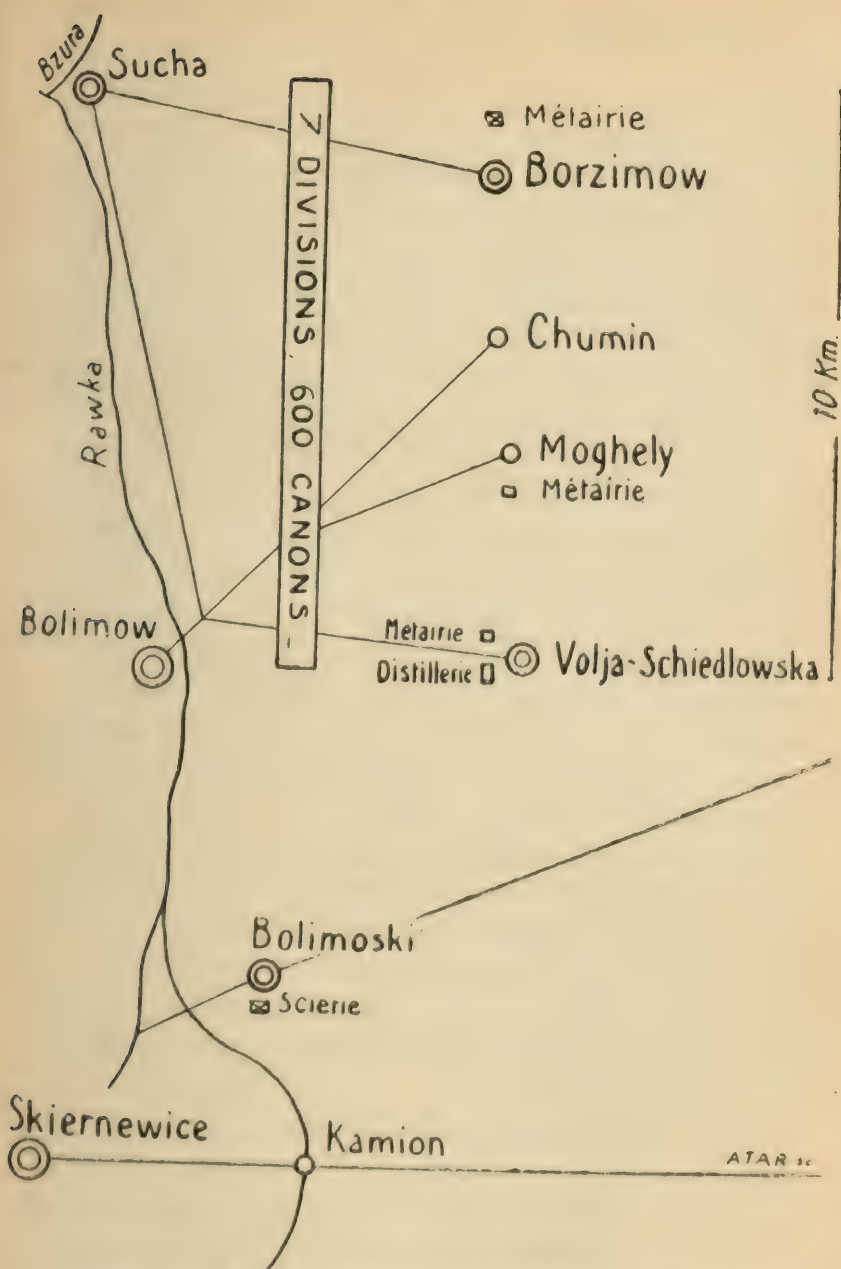 Bzura
Sucha
Métairie
Borzimow
7 DIVISIONS. 600 CANONS.
Chumin
10 Km.
Rawka
Moghely
Métairie
Bolimow
Métairie
Distillerie
Volja-Schiedlowska
Bolimoski
Scierie
Skiernewice
Kamion
ATAR sc